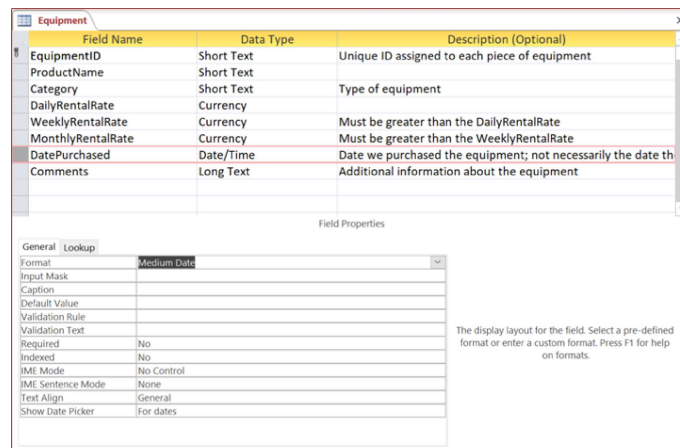 Equipment
Field Name Data Type Description (Optional)
EquipmentID Short Text Unique ID assigned to each piece of equipment
ProductName Short Text
Category Short Text Type of equipment
DailyRentalRate Currency
WeeklyRentalRate Currency Must be greater than the DailyRentalRate
MonthlyRentalRate Currency Must be greater than the WeeklyRentalRate
DatePurchased Date/Time Date we purchased the equipment; not necessarily the date th
Comments Long Text Additional information about the equipment
Field Properties
General Lookup
Format Medium Date
Input Mask
Caption
Default Value
Validation Rule
Validation Text
Required No
Indexed No
IME Mode No Control
IME Sentence Mode None
Text Align General
Show Date Picker For dates
The display layout for the field. Select a pre-defined
format or enter a custom format. Press F1 for help
on formats.